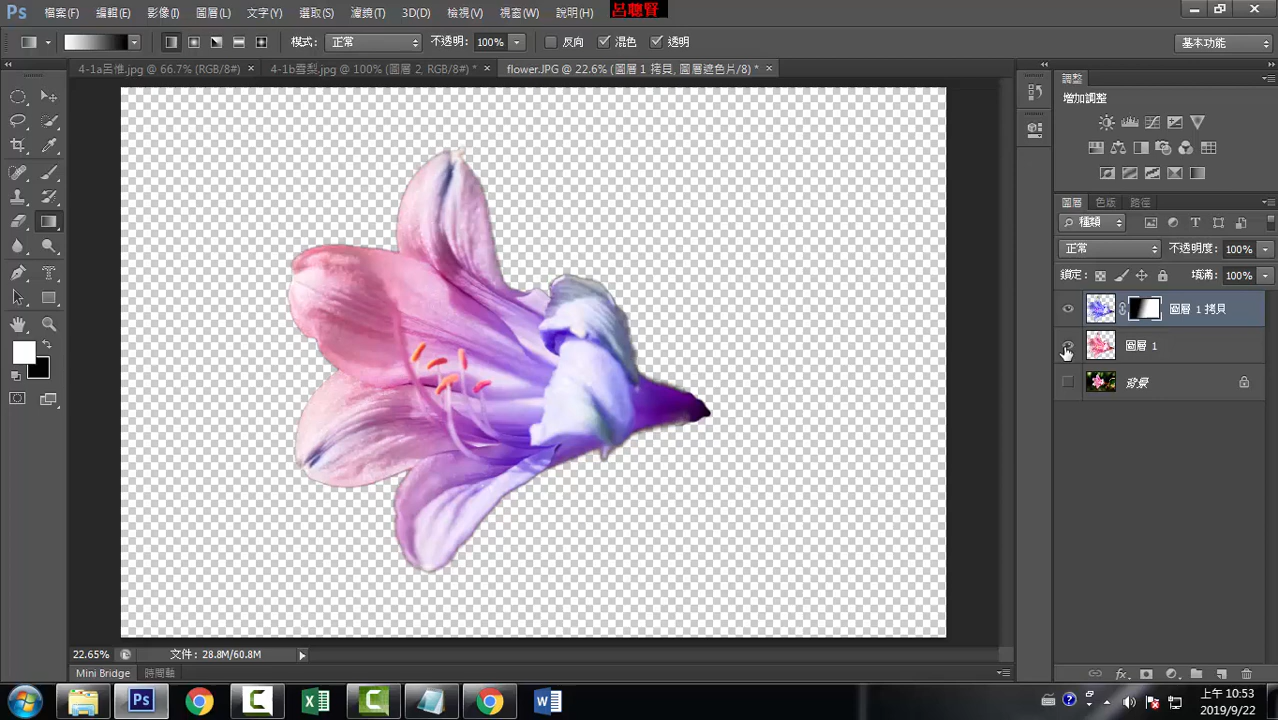 Ps 檔案(F) 編輯(E) 影像(I) 圖層(L) 文字(Y) 選取(S) 濾鏡(T) 3D(D) 檢視(V) 視窗(W) 說明(H) 呂聰賢
模式: 正常 不透明: 100% 反向 混色 透明 基本功能
4-1a呂惟.jpg @ 66.7% (RGB/8#) × 4-1b雪梨.jpg @ 100% (圖層 2, RGB/8#) * × flower.JPG @ 22.6% (圖層 1 拷貝, 圖層遮色片/8) * ×
調整
增加調整
圖層 色版 路徑
種類
正常 不透明度: 100%
鎖定: 填滿: 100%
圖層 1 拷貝
圖層 1
背景
22.65% 文件: 28.8M/60.8M
Mini Bridge 時間軸
上午 10:53
2019/9/22